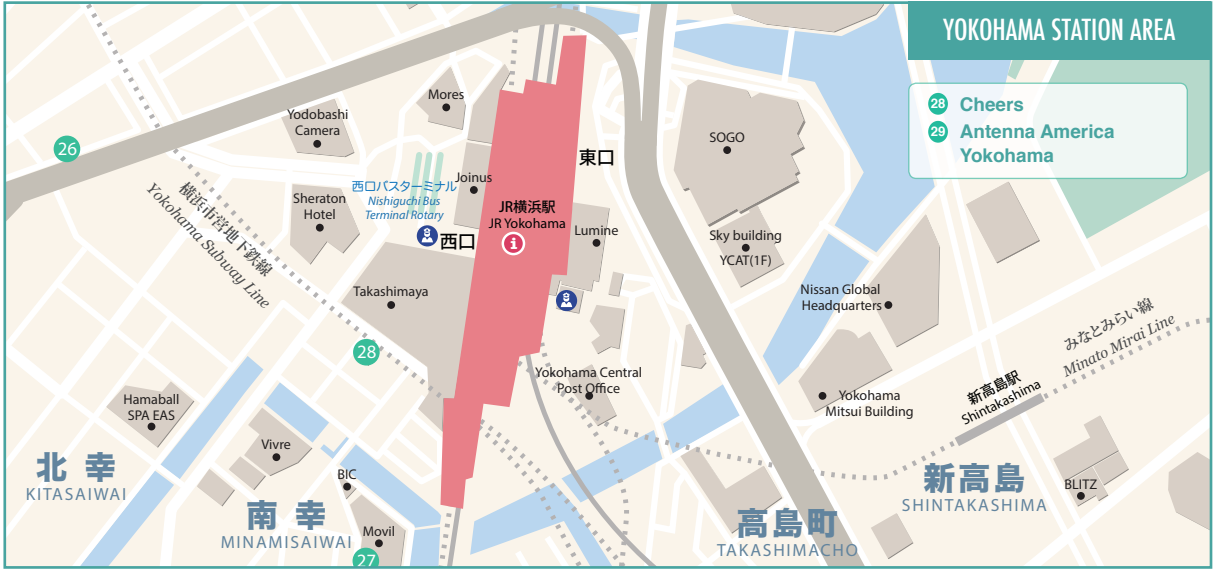 YOKOHAMA STATION AREA
28 Cheers
29 Antenna America
Yokohama
26
Yodobashi
Camera
Mores
西口バスターミナル
Nishiguchi Bus
Terminal Rotary
Joinus
東口
SOGO
横浜市営地下鉄線
Yokohama Subway Line
Sheraton
Hotel
西口
JR横浜駅
JR Yokohama
i
Lumine
Sky building
YCAT(1F)
Takashimaya
Nissan Global
Headquarters
みなとみらい線
Minato Mirai Line
28
Yokohama Central
Post Office
Yokohama
Mitsui Building
新高島駅
Shintakashima
Hamaball
SPA EAS
Vivre
北幸
KITASAIWAI
BIC
南幸
MINAMISAIWAI
Movil
27
高島町
TAKASHIMACHO
新高島
SHINTAKASHIMA
BLITZ